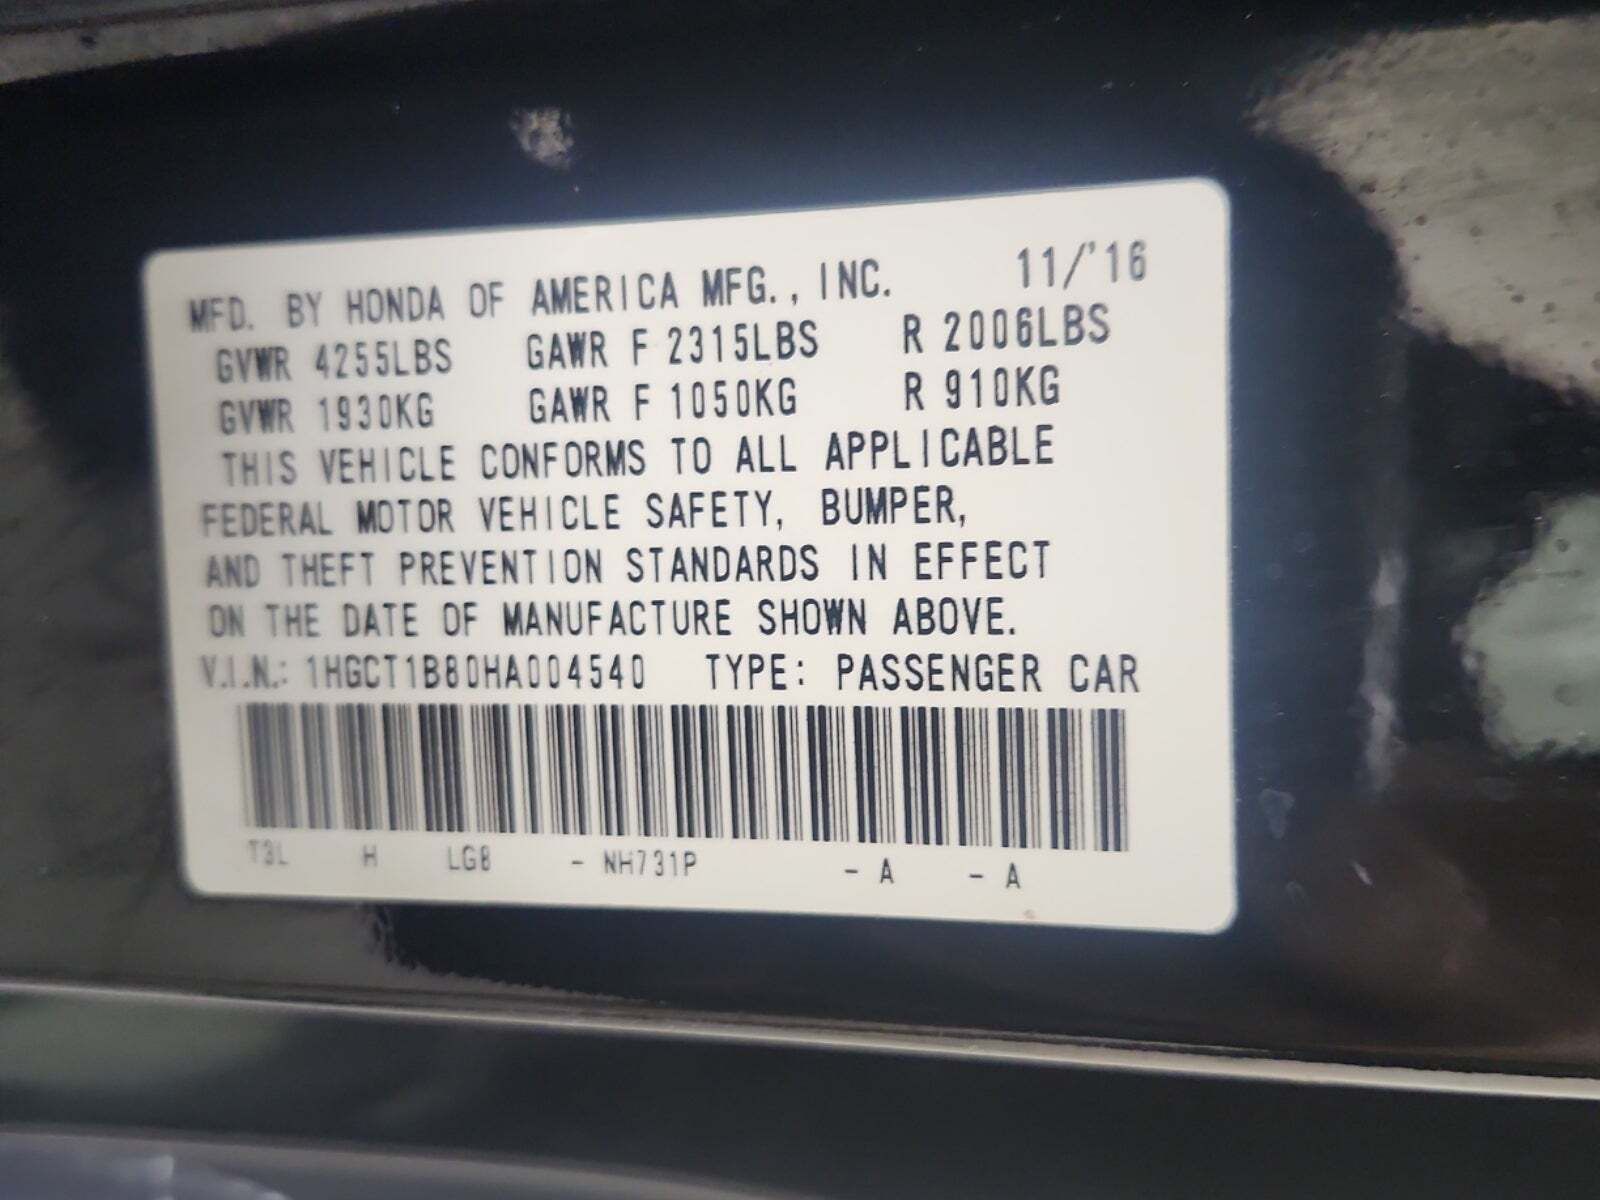 MFD. BY HONDA OF AMERICA MFG., INC. 11/'16
GVWR 4255LBS GAWR F 2315LBS R 2006LBS
GVWR 1930KG GAWR F 1050KG R 910KG
THIS VEHICLE CONFORMS TO ALL APPLICABLE
FEDERAL MOTOR VEHICLE SAFETY, BUMPER,
AND THEFT PREVENTION STANDARDS IN EFFECT
ON THE DATE OF MANUFACTURE SHOWN ABOVE.
V.I.N.: 1HGCT1B80HA004540 TYPE: PASSENGER CAR
T3L H LG8 - NH731P - A - A